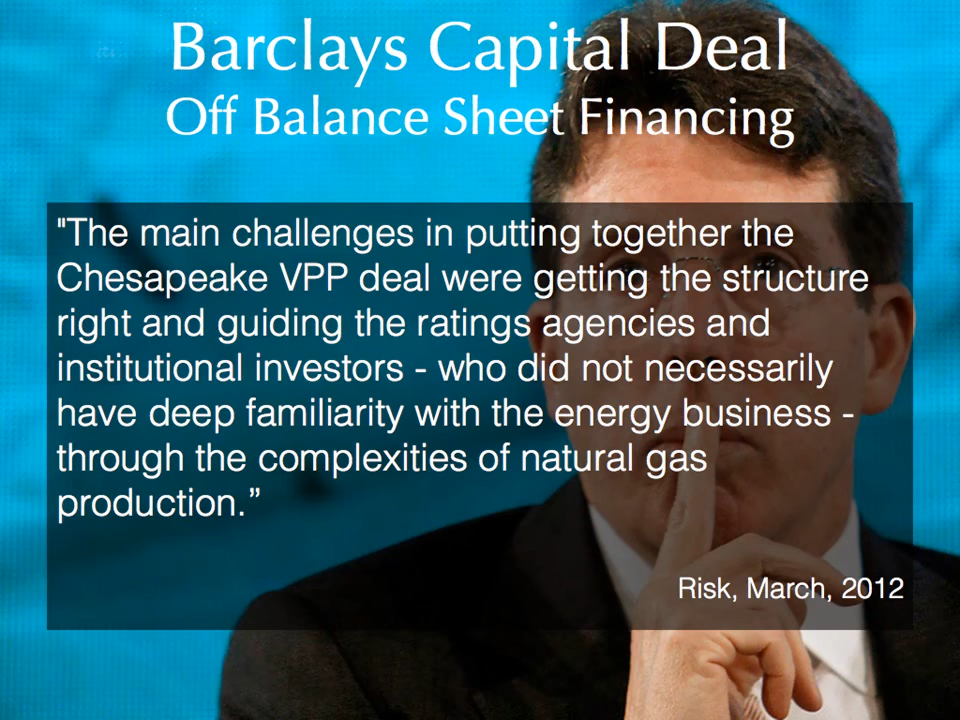 Barclays Capital Deal
Off Balance Sheet Financing
"The main challenges in putting together the
Chesapeake VPP deal were getting the structure
right and guiding the ratings agencies and
institutional investors - who did not necessarily
have deep familiarity with the energy business -
through the complexities of natural gas
production.”
Risk, March, 2012